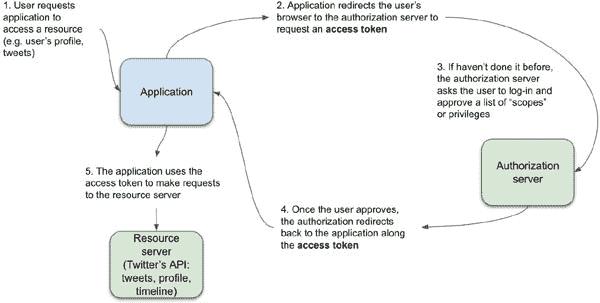 1. User requests
application to
access a resource
(e.g. user's profile,
tweets)
2. Application redirects the user's
browser to the authorization server to
request an access token
3. If haven't done it before,
the authorization server
asks the user to log-in and
approve a list of "scopes"
or privileges
Application
Authorization
server
5. The application uses the
access token to make requests
to the resource server
4. Once the user approves,
the authorization redirects
back to the application along
the access token
Resource
server
(Twitter's API:
tweets, profile,
timeline)